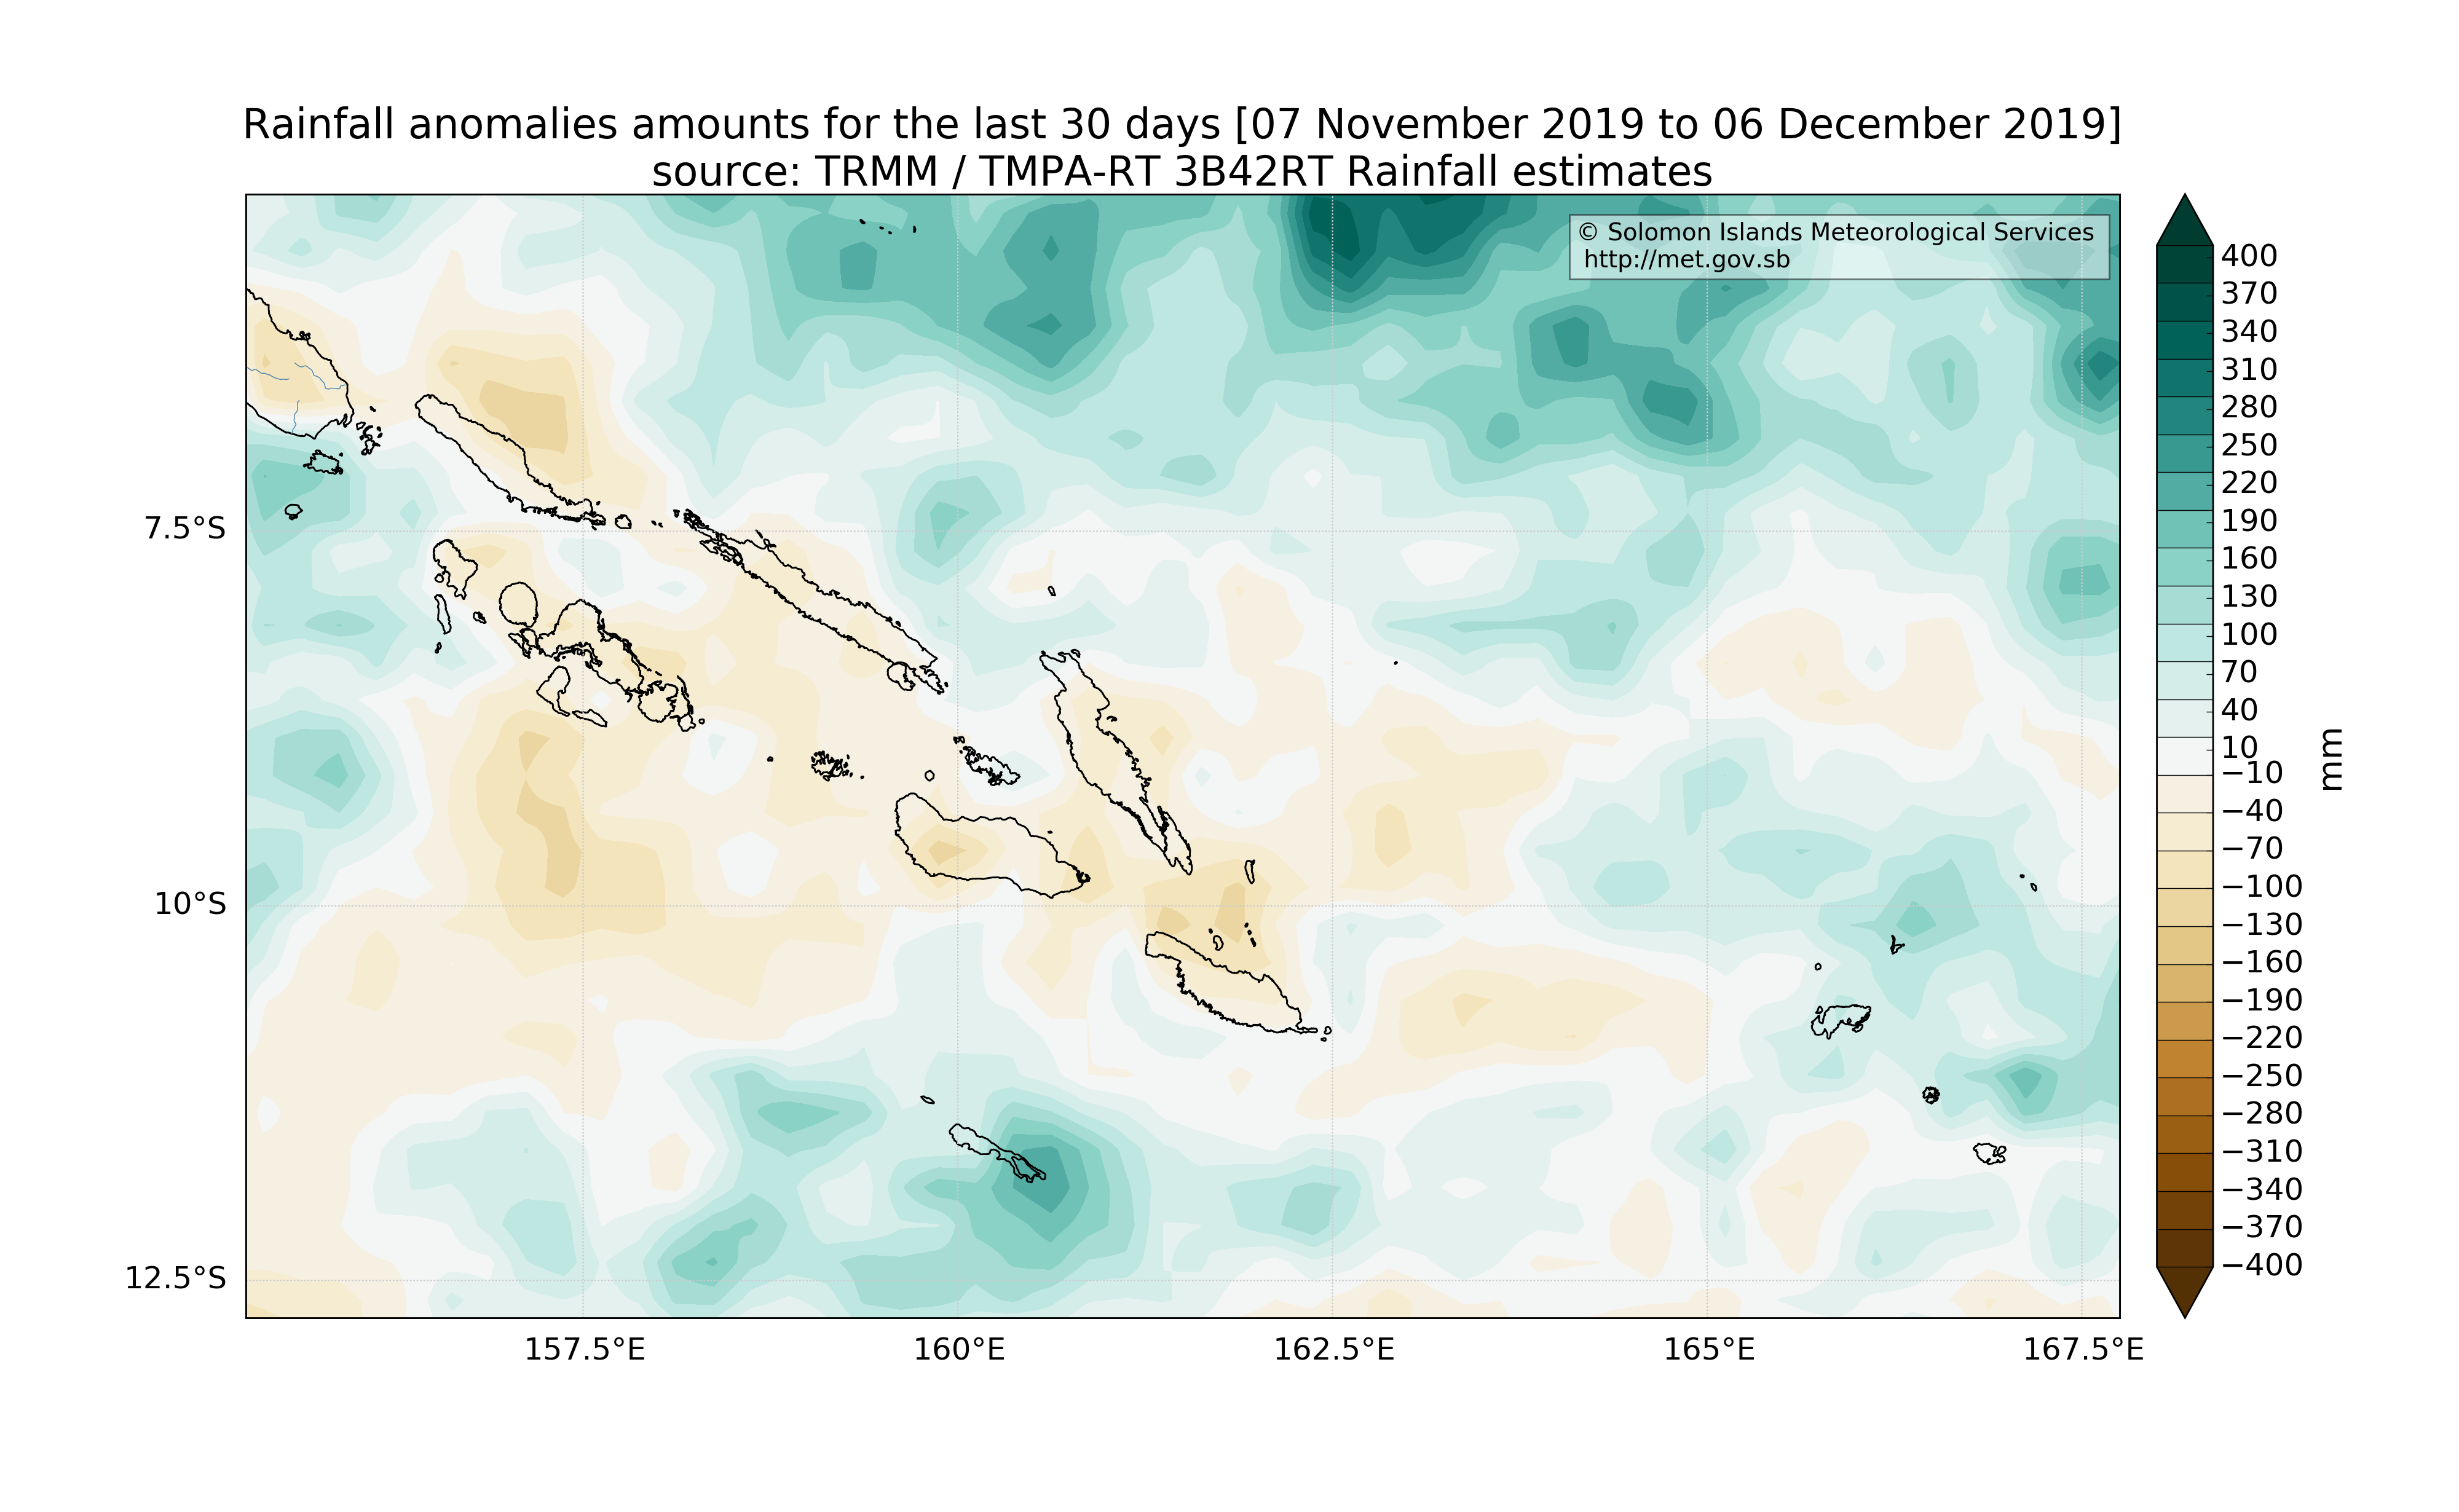 Rainfall anomalies amounts for the last 30 days [07 November 2019 to 06 December 2019]
source: TRMM / TMPA-RT 3B42RT Rainfall estimates
© Solomon Islands Meteorological Services
http://met.gov.sb
7.5°S
10°S
12.5°S
157.5°E
160°E
162.5°E
165°E
167.5°E
400
370
340
310
280
250
220
190
160
130
100
70
40
10
−10
−40
−70
−100
−130
−160
−190
−220
−250
−280
−310
−340
−370
−400
mm